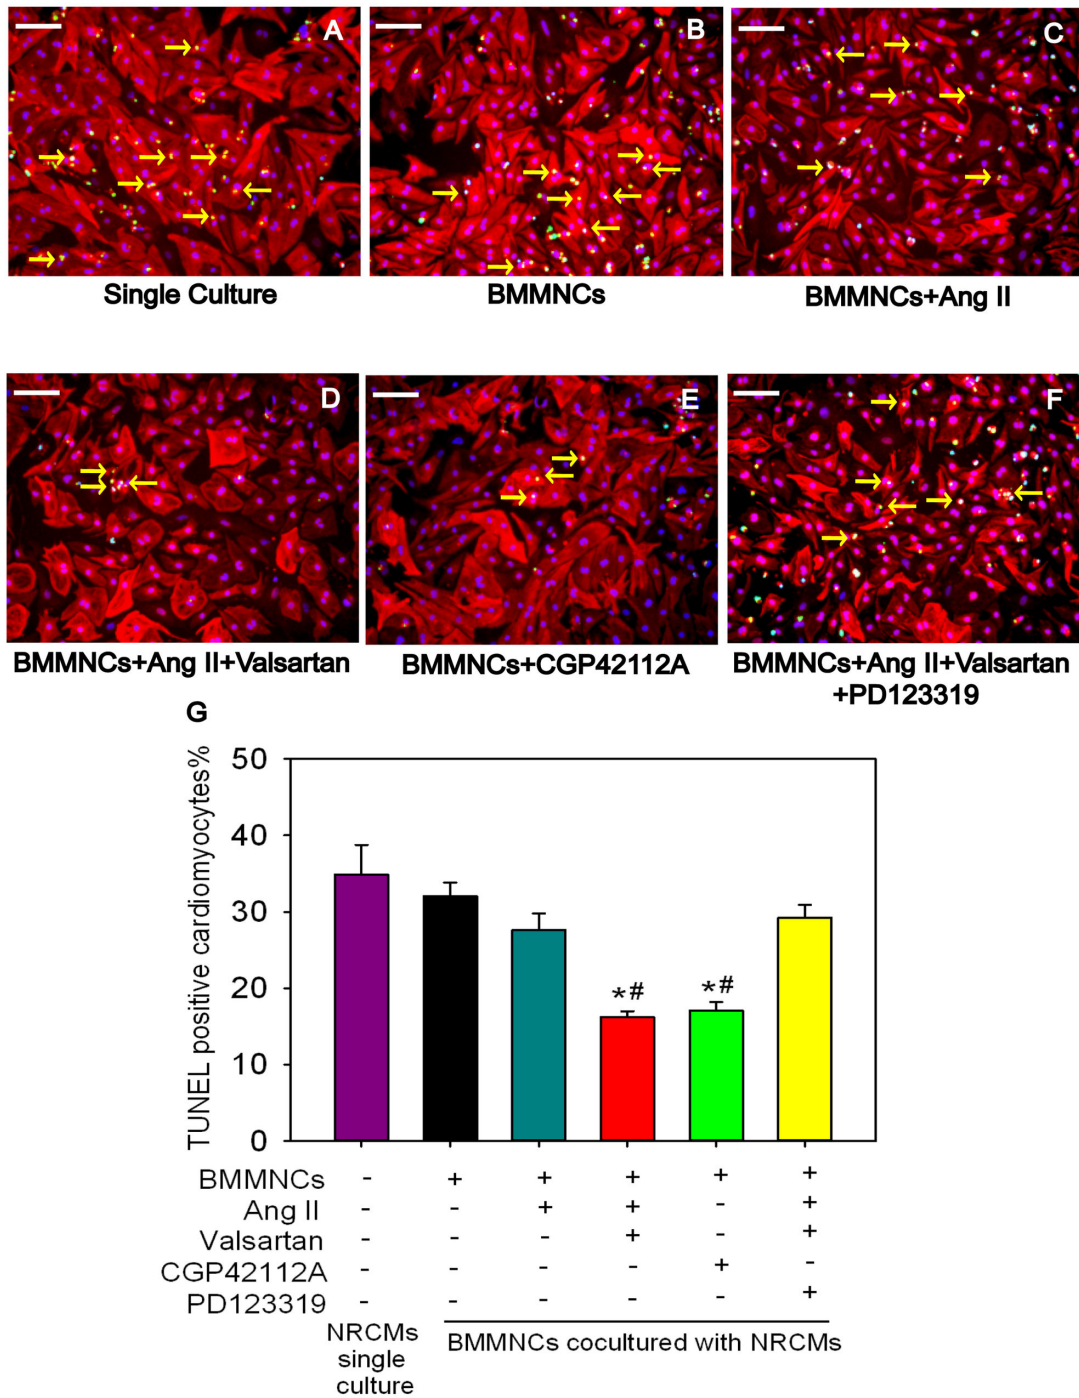 A
B
C
Single Culture
BMMNCs
BMMNCs+Ang II
D
E
F
BMMNCs+Ang II+Valsartan
BMMNCs+CGP42112A
BMMNCs+Ang II+Valsartan
+PD123319
G
TUNEL positive cardiomyocytes%
50
40
30
20
10
0
*#
*#
BMMNCs - + + + + +
Ang II - - + + - +
Valsartan - - - + - +
CGP42112A - - - - + -
PD123319 - - - - - +
NRCMs
single
culture
BMMNCs cocultured with NRCMs